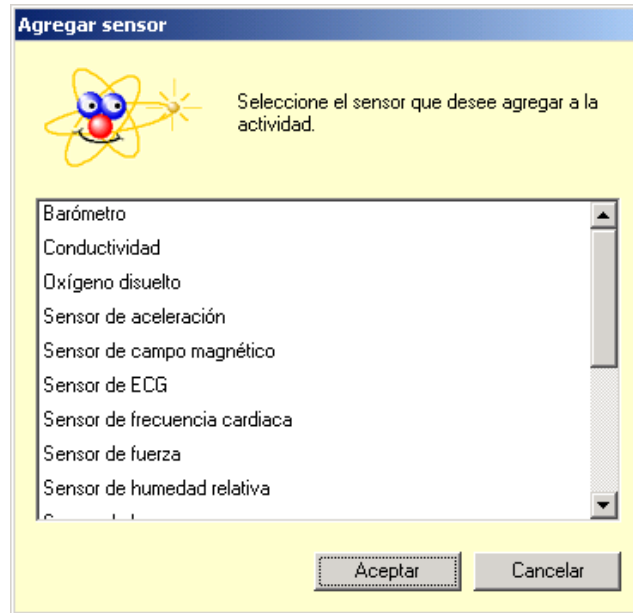 Agregar sensor
Seleccione el sensor que desee agregar a la
actividad.
Barómetro
Conductividad
Oxígeno disuelto
Sensor de aceleración
Sensor de campo magnético
Sensor de ECG
Sensor de frecuencia cardiaca
Sensor de fuerza
Sensor de humedad relativa
Aceptar
Cancelar